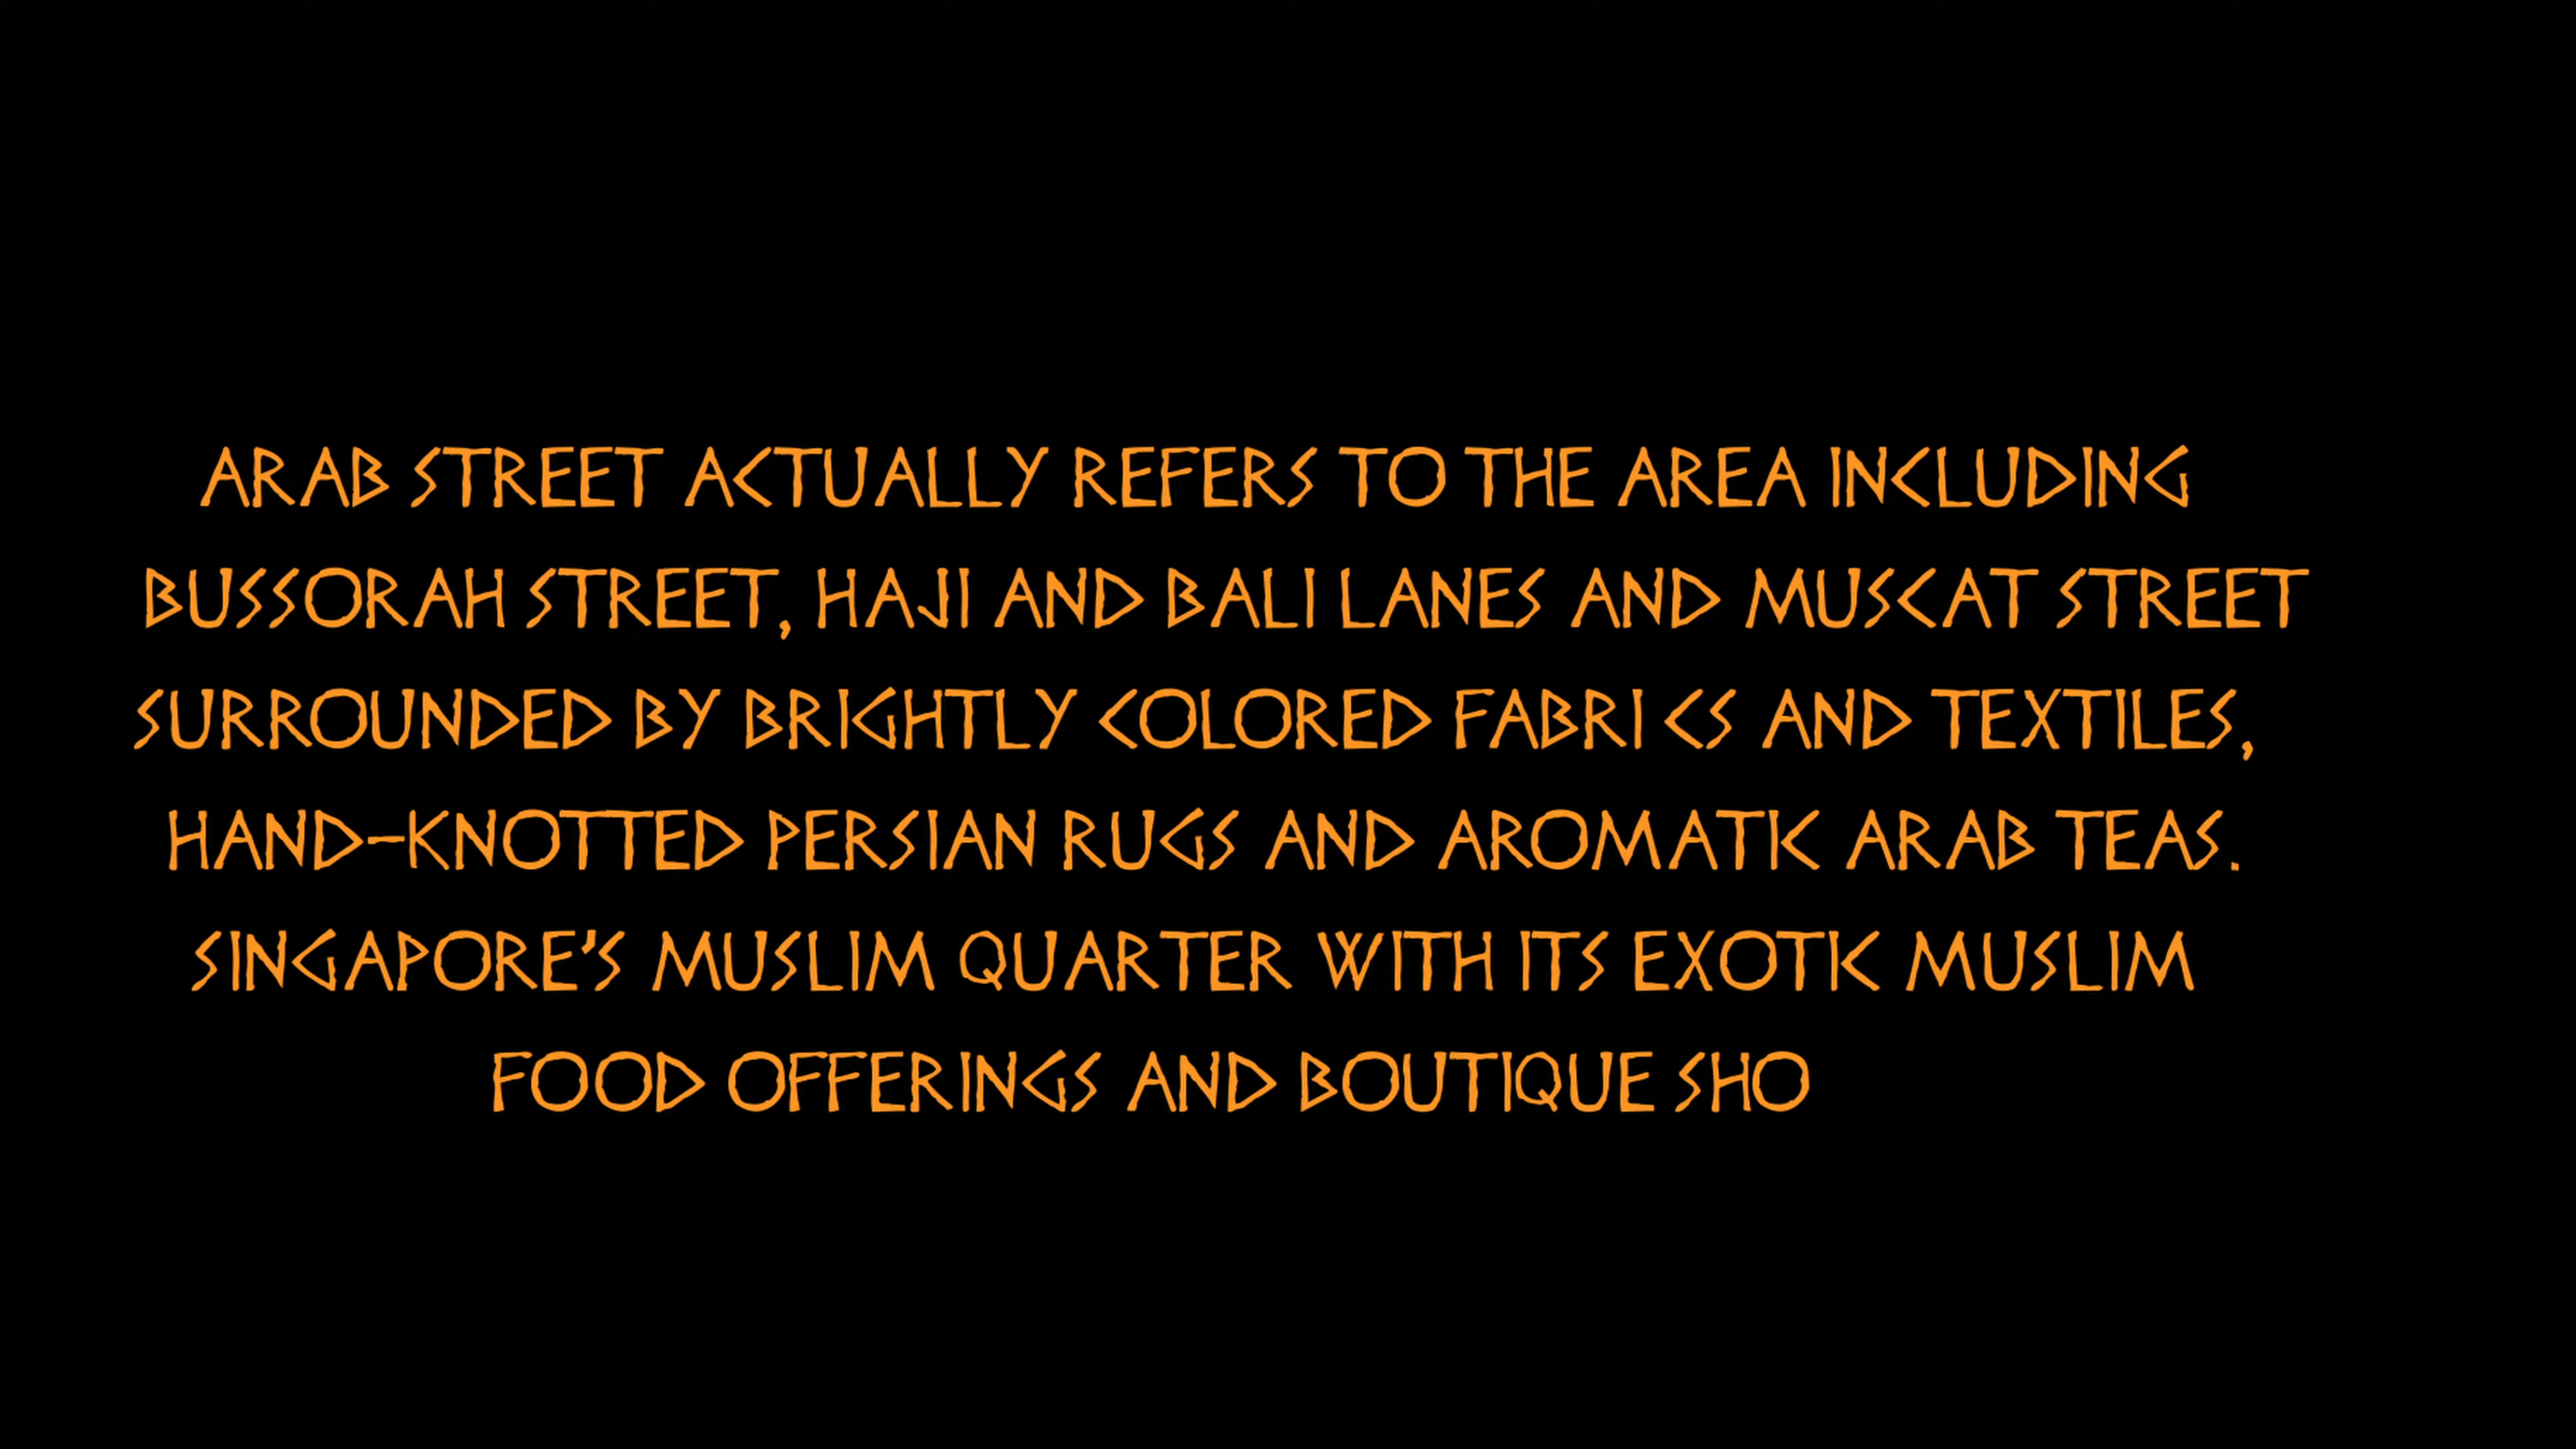 ARAB STREET ACTUALLY REFERS TO THE AREA INCLUDING
BUSSORAH STREET, HAJI AND BALI LANES AND MUSCAT STREET
SURROUNDED BY BRIGHTLY COLORED FABRI CS AND TEXTILES,
HAND-KNOTTED PERSIAN RUGS AND AROMATIC ARAB TEAS.
SINGAPORE'S MUSLIM QUARTER WITH ITS EXOTIC MUSLIM
FOOD OFFERINGS AND BOUTIQUE SHO